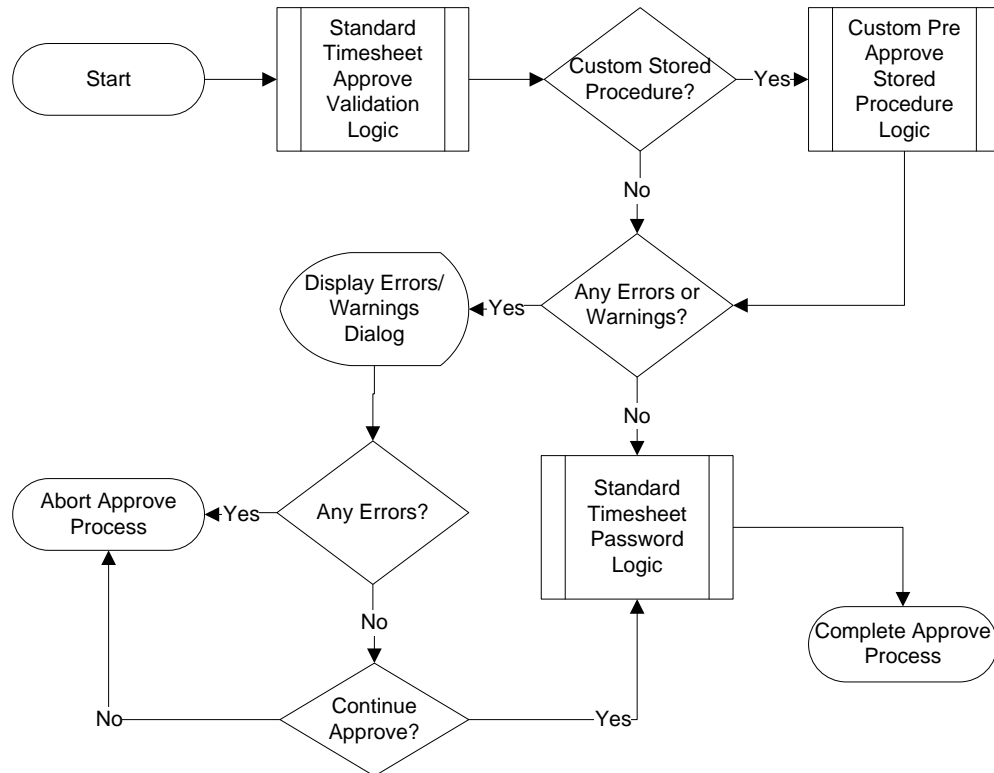 Start
Standard
Timesheet
Approve
Validation
Logic
Custom Stored
Procedure?
Yes
Custom Pre
Approve
Stored
Procedure
Logic
No
Display Errors/
Warnings
Dialog
Yes
Any Errors or
Warnings?
No
Abort Approve
Process
Yes
Any Errors?
Standard
Timesheet
Password
Logic
No
Complete Approve
Process
No
Continue
Approve?
Yes